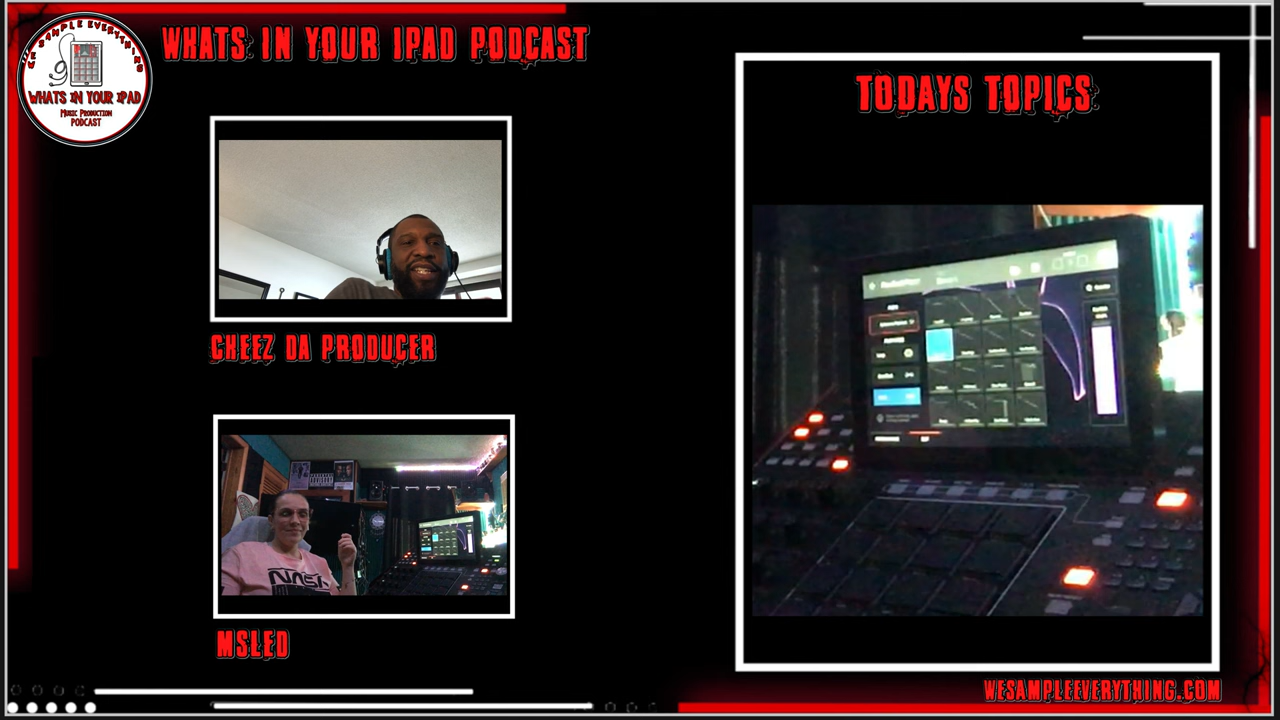 WE SAMPLE EVERYTHING
WHATS IN YOUR IPAD
MUSIC PRODUCTION
PODCAST
WHATS IN YOUR IPAD PODCAST
TODAYS TOPICS
CHEEZ DA PRODUCER
NASA
MSLED
WESAMPLEEVERYTHING.COM